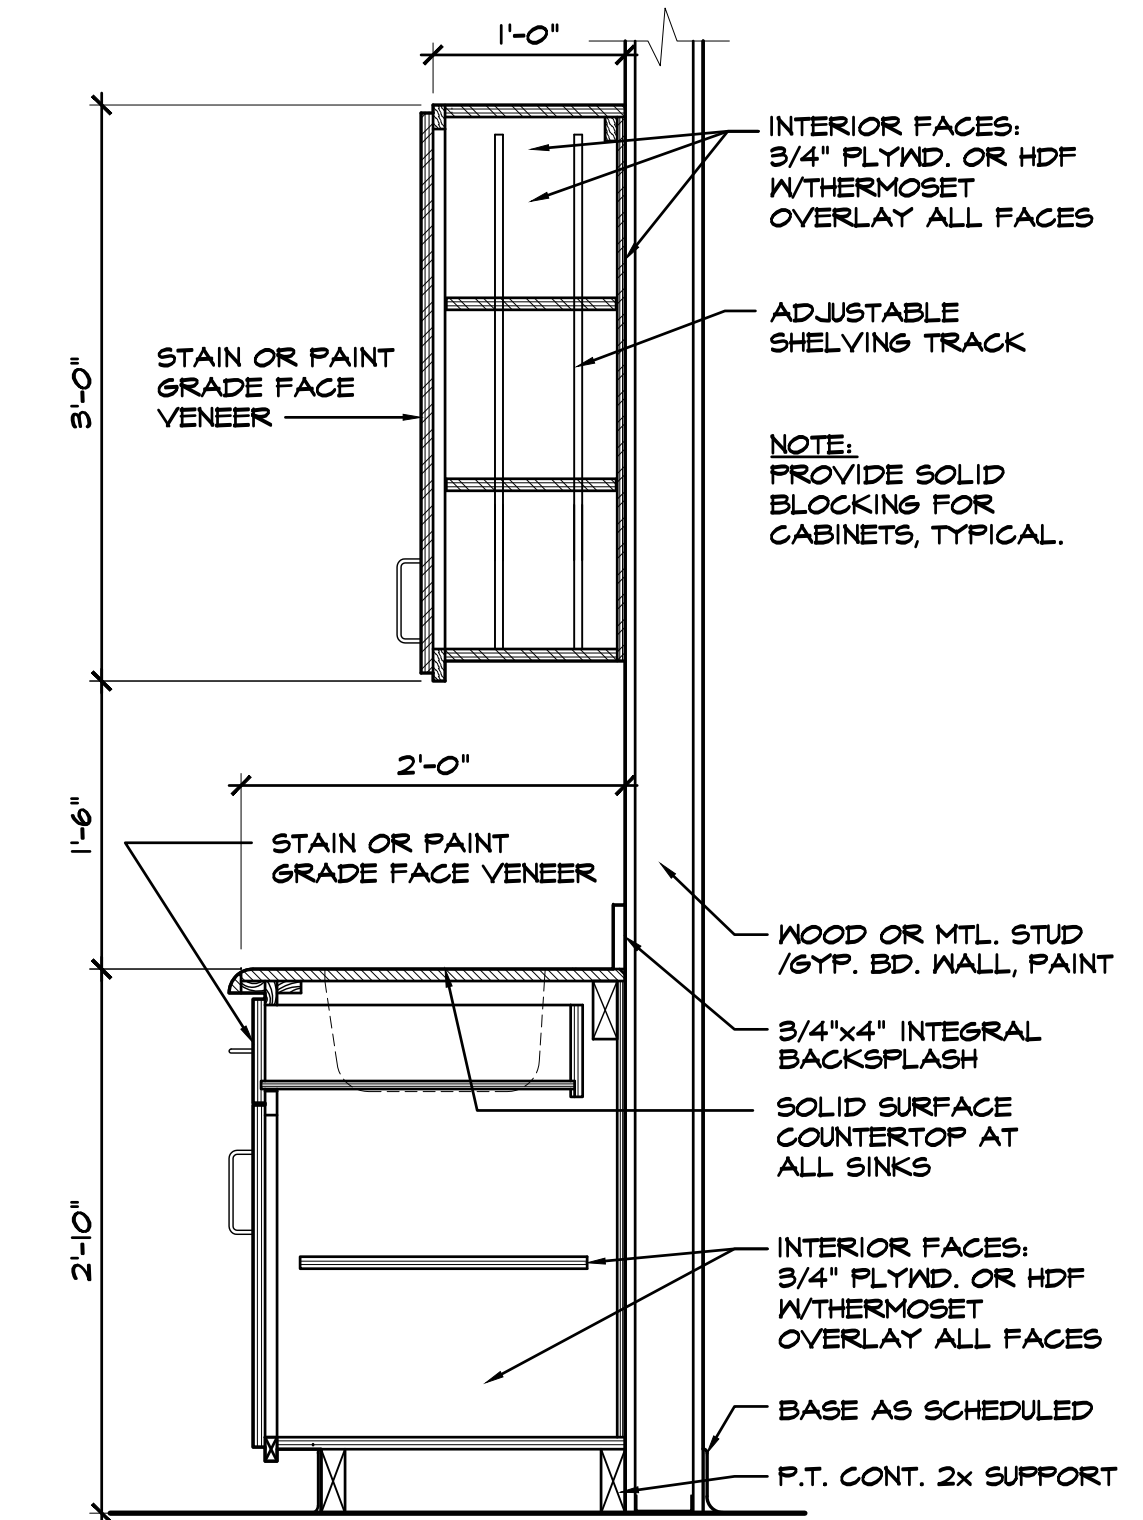 1'-0"
INTERIOR FACES:
3/4" PLYWD. OR HDF
W/THERMOSET
OVERLAY ALL FACES
ADJUSTABLE
SHELVING TRACK
STAIN OR PAINT
GRADE FACE
VENEER
3'-0"
NOTE:
PROVIDE SOLID
BLOCKING FOR
CABINETS, TYPICAL.
2'-0"
1'-6"
STAIN OR PAINT
GRADE FACE VENEER
WOOD OR MTL. STUD
/GYP. BD. WALL, PAINT
3/4"x4" INTEGRAL
BACKSPLASH
SOLID SURFACE
COUNTERTOP AT
ALL SINKS
2'-10"
INTERIOR FACES:
3/4" PLYWD. OR HDF
W/THERMOSET
OVERLAY ALL FACES
BASE AS SCHEDULED
P.T. CONT. 2x SUPPORT